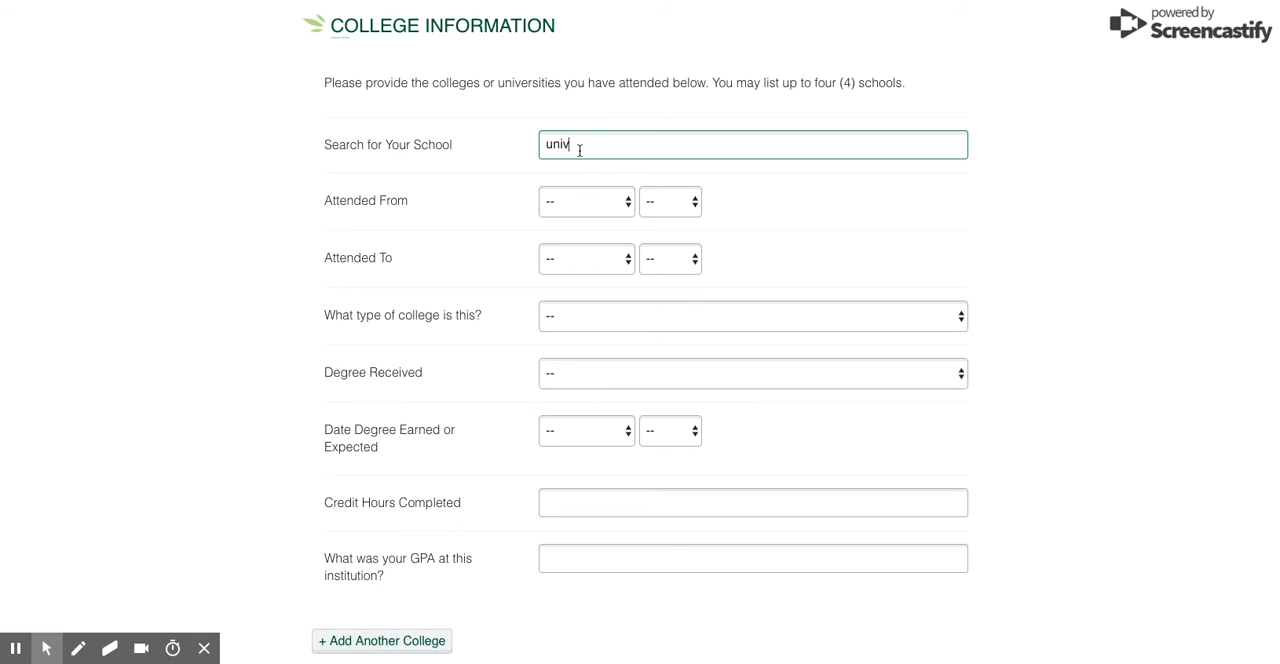 COLLEGE INFORMATION
powered by
Screencastify
Please provide the colleges or universities you have attended below. You may list up to four (4) schools.
Search for Your School
univ
Attended From
--
--
Attended To
--
--
What type of college is this?
--
Degree Received
--
Date Degree Earned or
Expected
--
--
Credit Hours Completed
What was your GPA at this
institution?
+ Add Another College